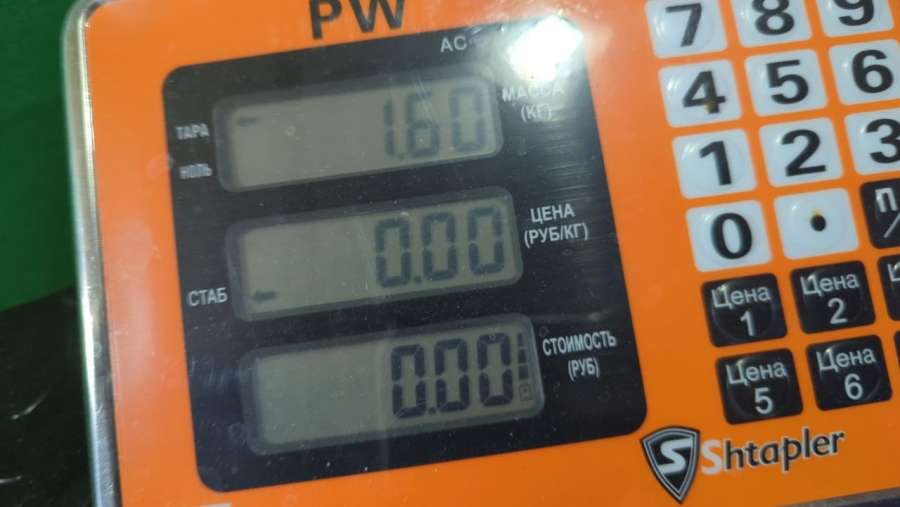 PW
AC
ТАРА
НОЛЬ
1.60
МАССА
(КГ)
0.00
ЦЕНА
(РУБ/КГ)
СТАБ
0.00
СТОИМОСТЬ
(РУБ)
7 8 9
4 5 6
1 2 3
0 .
Цена
1
Цена
2
Цена
5
Цена
6
Shtapler